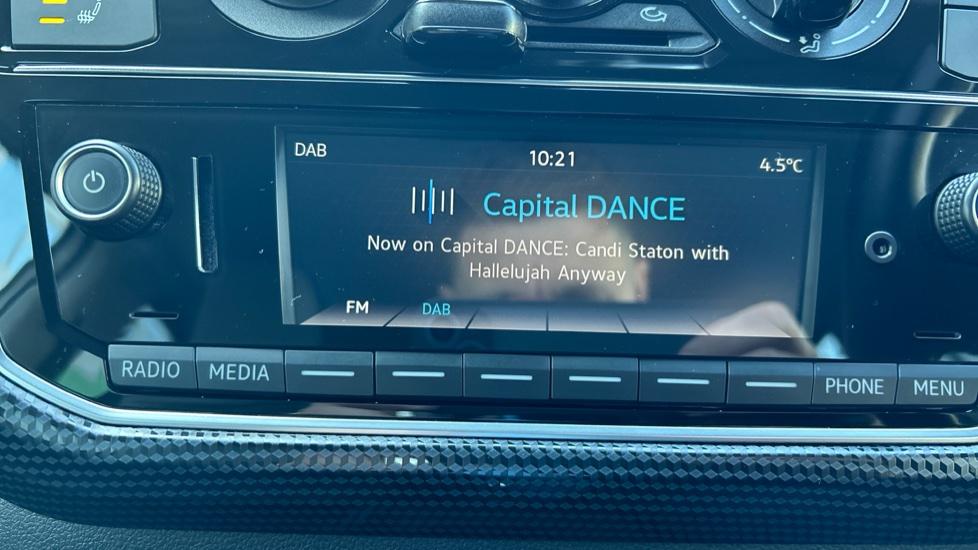 DAB 10:21 4.5°C
Capital DANCE
Now on Capital DANCE: Candi Staton with
Hallelujah Anyway
FM DAB
RADIO MEDIA PHONE MENU